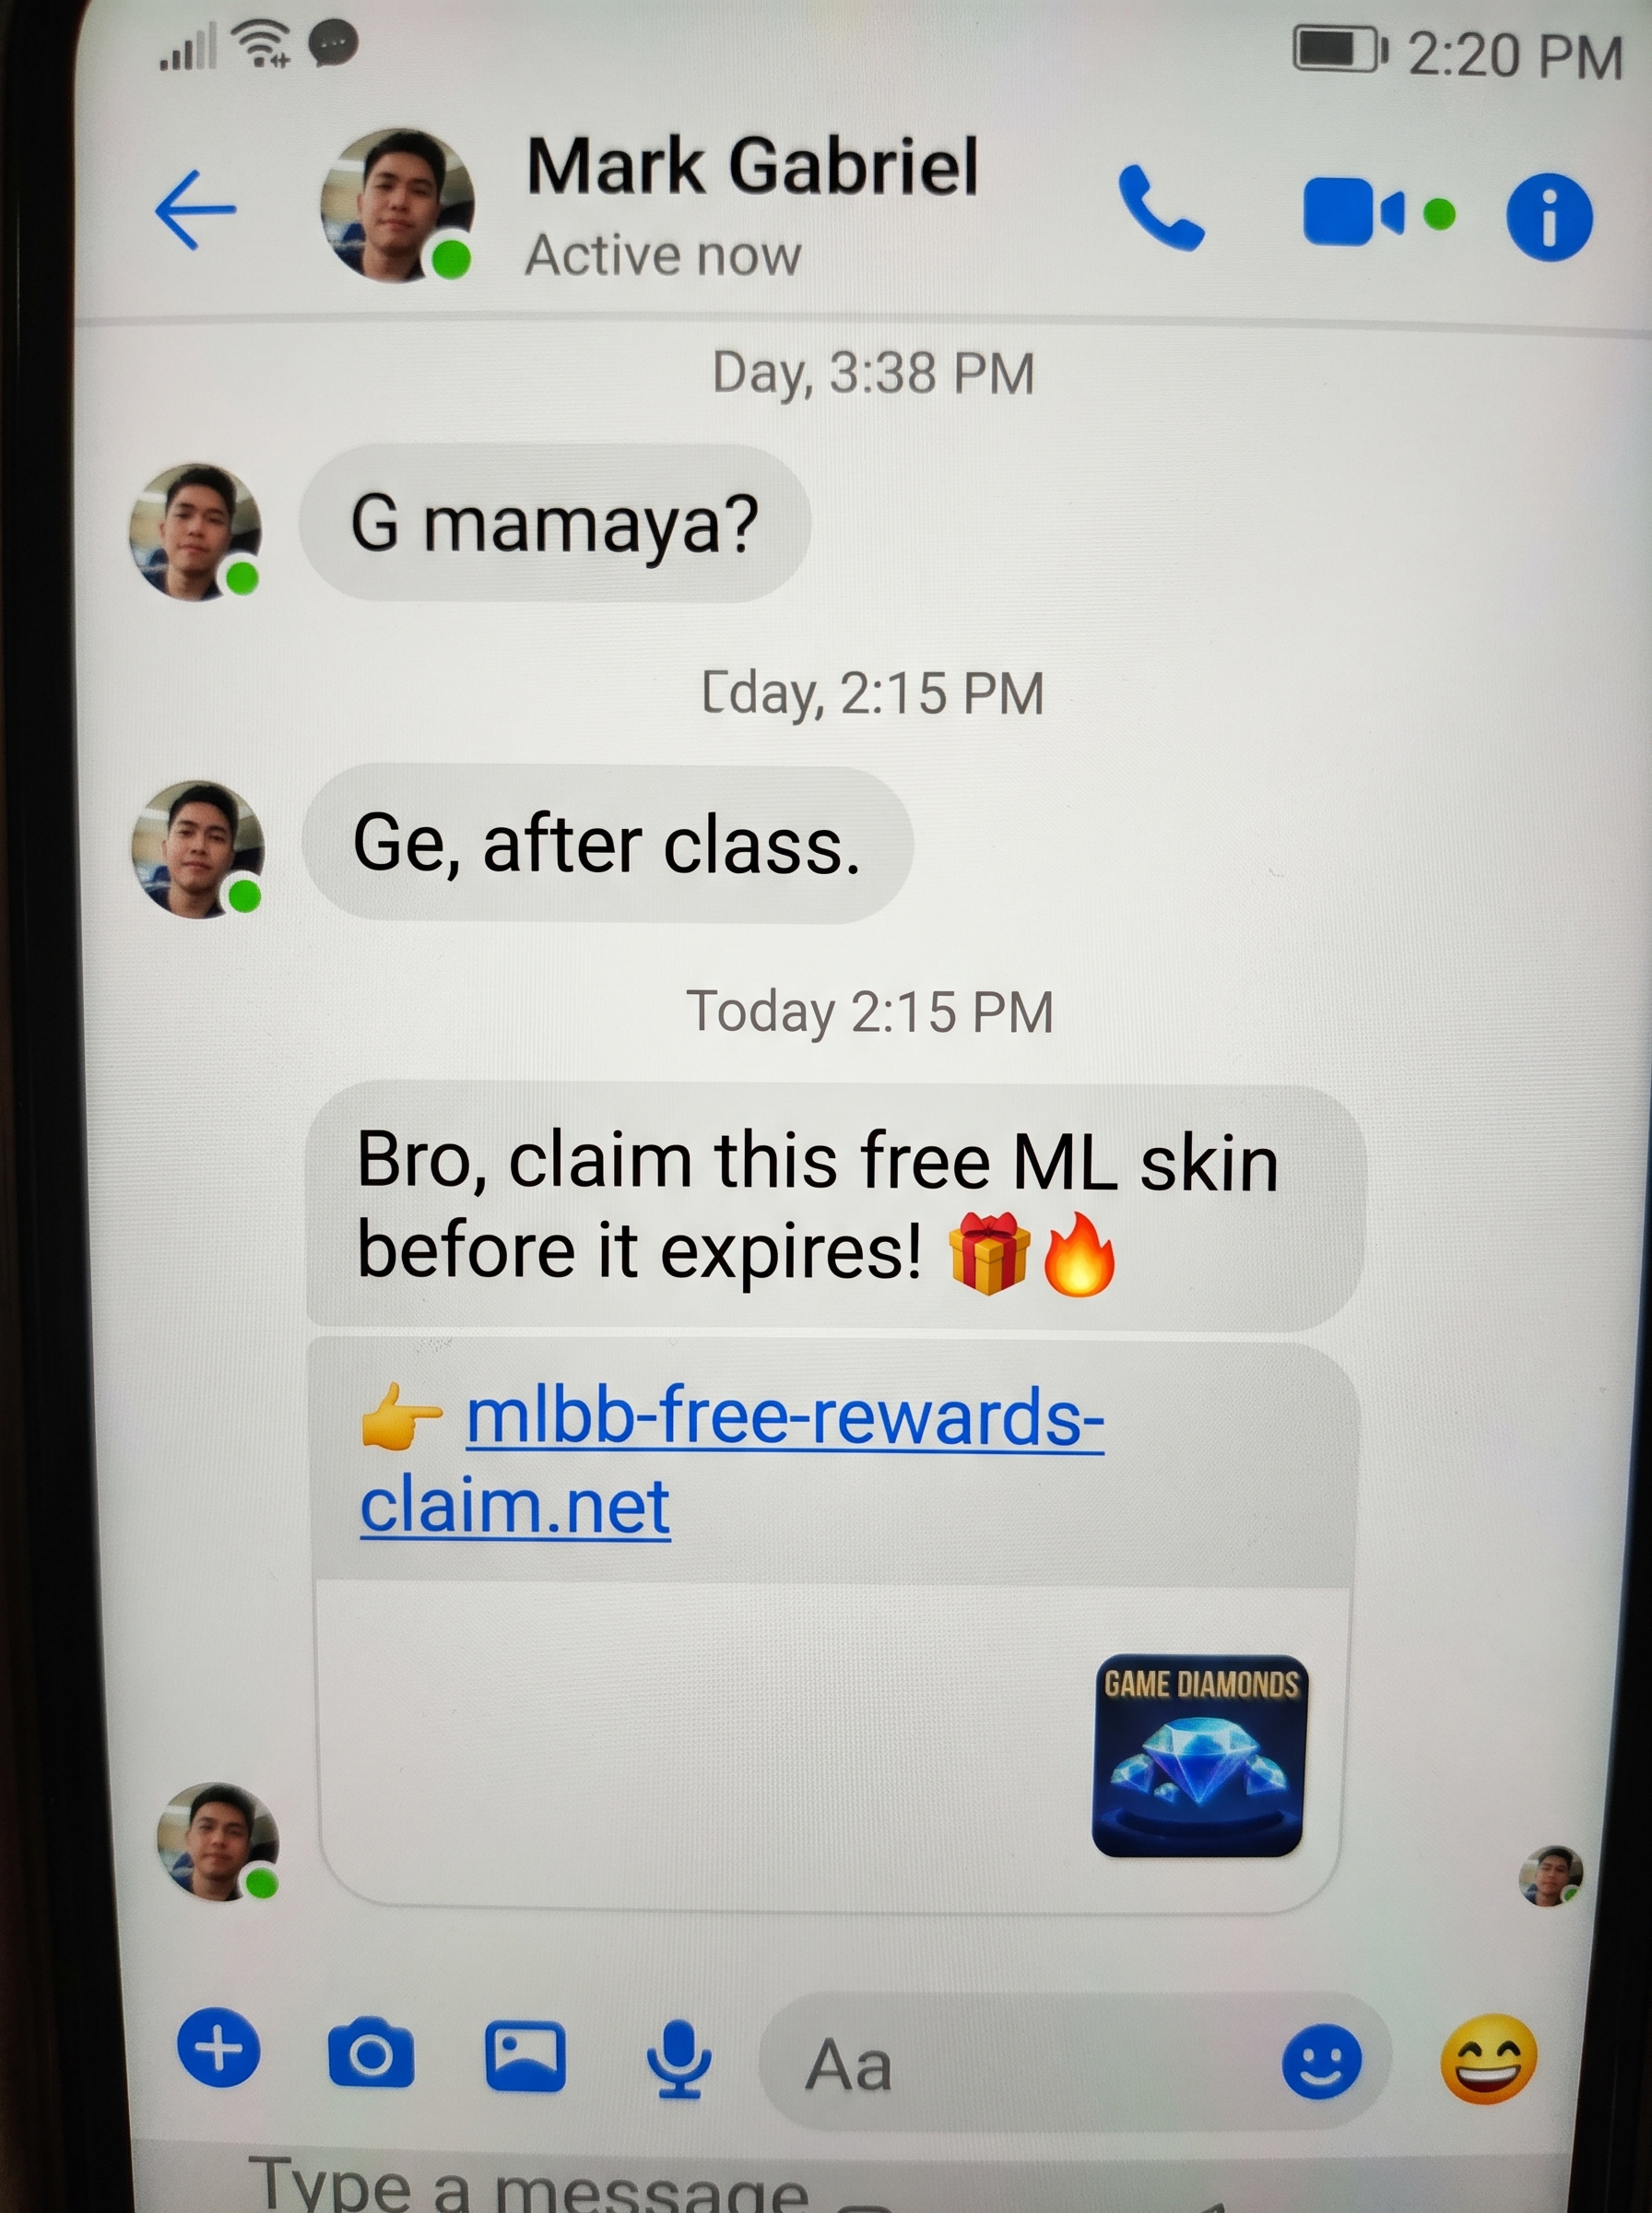 2:20 PM
Mark Gabriel
Active now
Day, 3:38 PM
G mamaya?
day, 2:15 PM
Ge, after class.
Today 2:15 PM
Bro, claim this free ML skin
before it expires! 🎁🔥
👉 mlbb-free-rewards-
claim.net
GAME DIAMONDS
Aa
Type a message